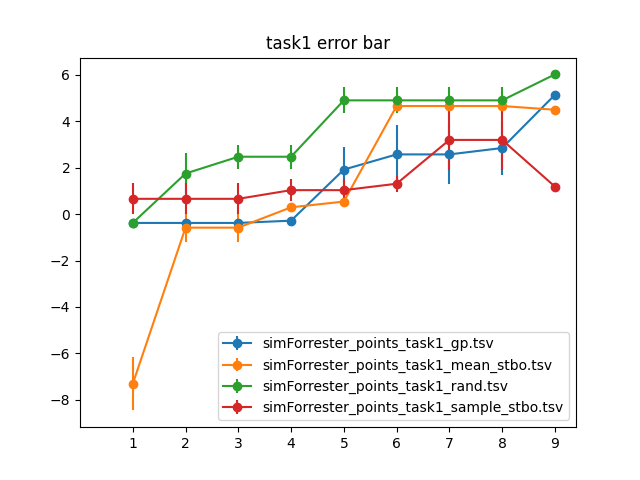 task1 error bar
6
4
2
0
−2
−4
−6
−8
simForrester_points_task1_gp.tsv
simForrester_points_task1_mean_stbo.tsv
simForrester_points_task1_rand.tsv
simForrester_points_task1_sample_stbo.tsv
1 2 3 4 5 6 7 8 9